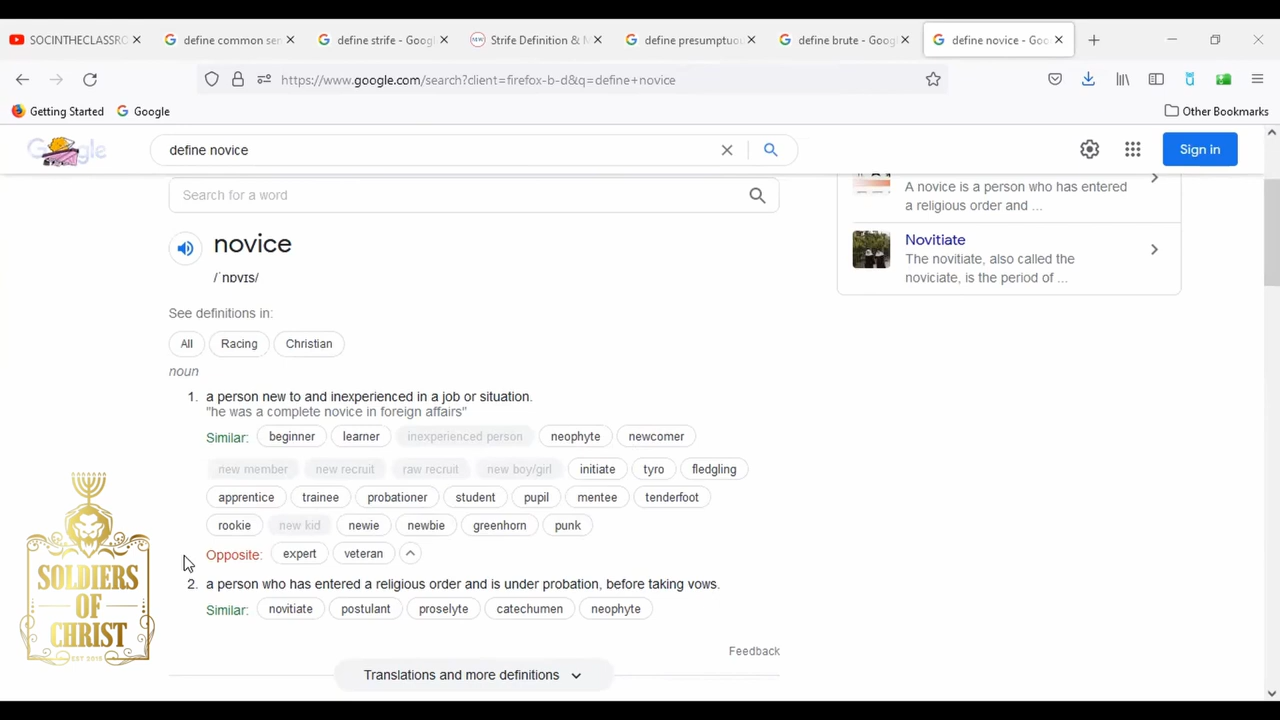 SOCINTHECLASSRO
define common ser
define strife - Googl
Strife Definition & M
define presumptuou
define brute - Goog
define novice - Goo
https://www.google.com/search?client=firefox-b-d&q=define+novice
Getting Started
Google
Other Bookmarks
define novice
Sign in
Search for a word
A novice is a person who has entered
a religious order and ...
novice
Novitiate
The novitiate, also called the
noviciate, is the period of ...
/ˈnɒvɪs/
See definitions in:
All Racing Christian
noun
1. a person new to and inexperienced in a job or situation.
"he was a complete novice in foreign affairs"
Similar: beginner learner inexperienced person neophyte newcomer
new member new recruit raw recruit new boy/girl initiate tyro fledgling
apprentice trainee probationer student pupil mentee tenderfoot
rookie new kid newie newbie greenhorn punk
Opposite: expert veteran
2. a person who has entered a religious order and is under probation, before taking vows.
Similar: novitiate postulant proselyte catechumen neophyte
Feedback
Translations and more definitions
SOLDIERS
OF
CHRIST